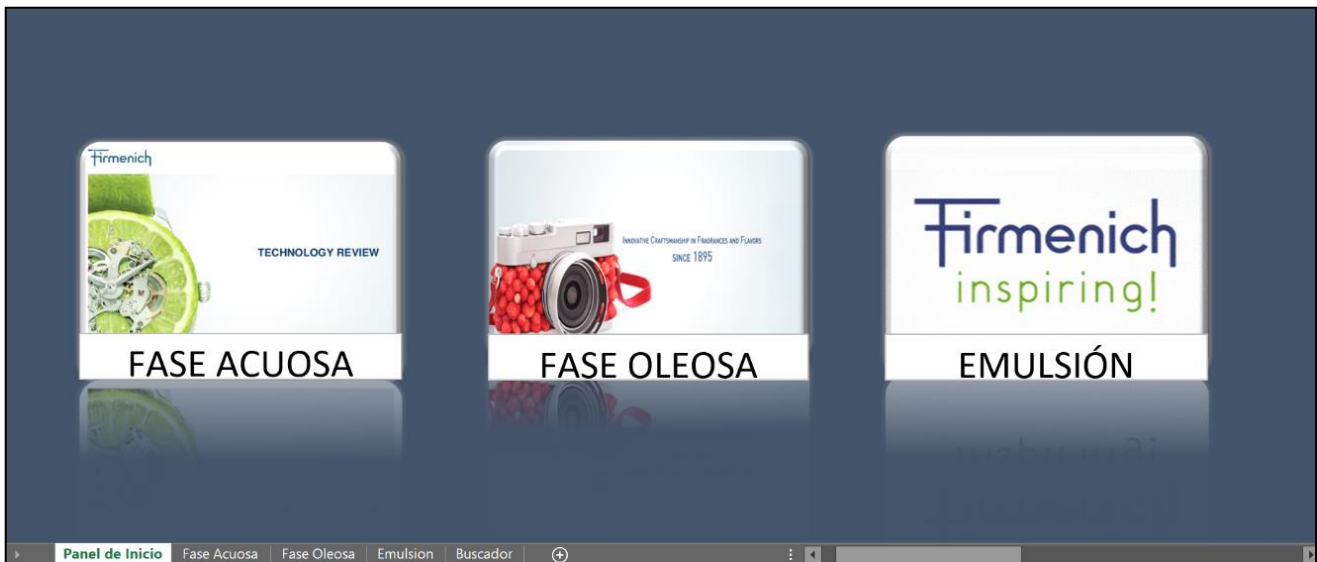 Firmenich
TECHNOLOGY REVIEW
FASE ACUOSA
INNOVATIVE CRAFTSMANSHIP IN FRAGRANCES AND FLAVORS
SINCE 1895
FASE OLEOSA
Firmenich
inspiring!
EMULSIÓN
Panel de Inicio Fase Acuosa Fase Oleosa Emulsion Buscador